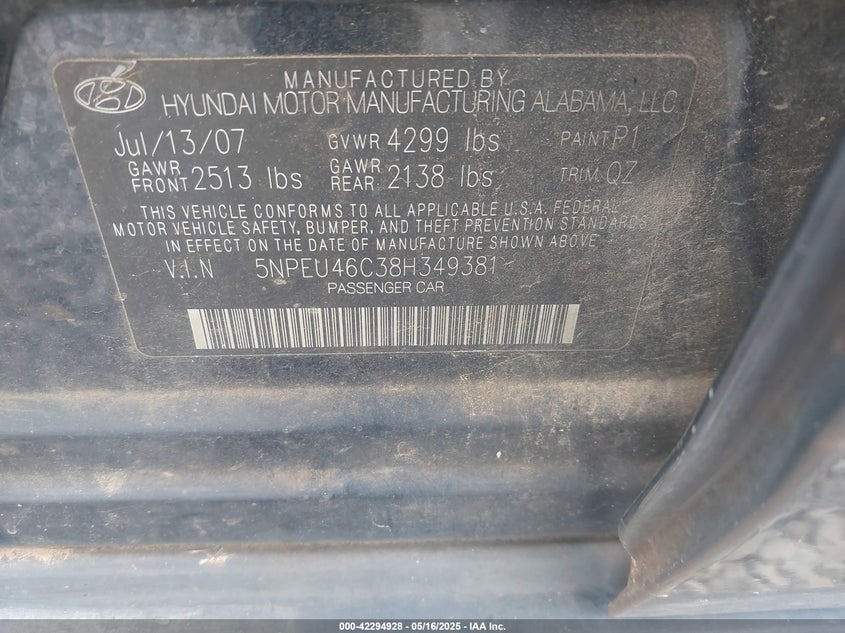 MANUFACTURED BY
HYUNDAI MOTOR MANUFACTURING ALABAMA, LLC
Jul/13/07 GVWR 4299 lbs PAINT P1
GAWR FRONT 2513 lbs GAWR REAR 2138 lbs TRIM QZ
THIS VEHICLE CONFORMS TO ALL APPLICABLE U.S.A. FEDERAL
MOTOR VEHICLE SAFETY, BUMPER, AND THEFT PREVENTION STANDARDS
IN EFFECT ON THE DATE OF MANUFACTURE SHOWN ABOVE
V.I.N 5NPEU46C38H349381
PASSENGER CAR
000-42294928 - 05/16/2025 - IAA Inc.